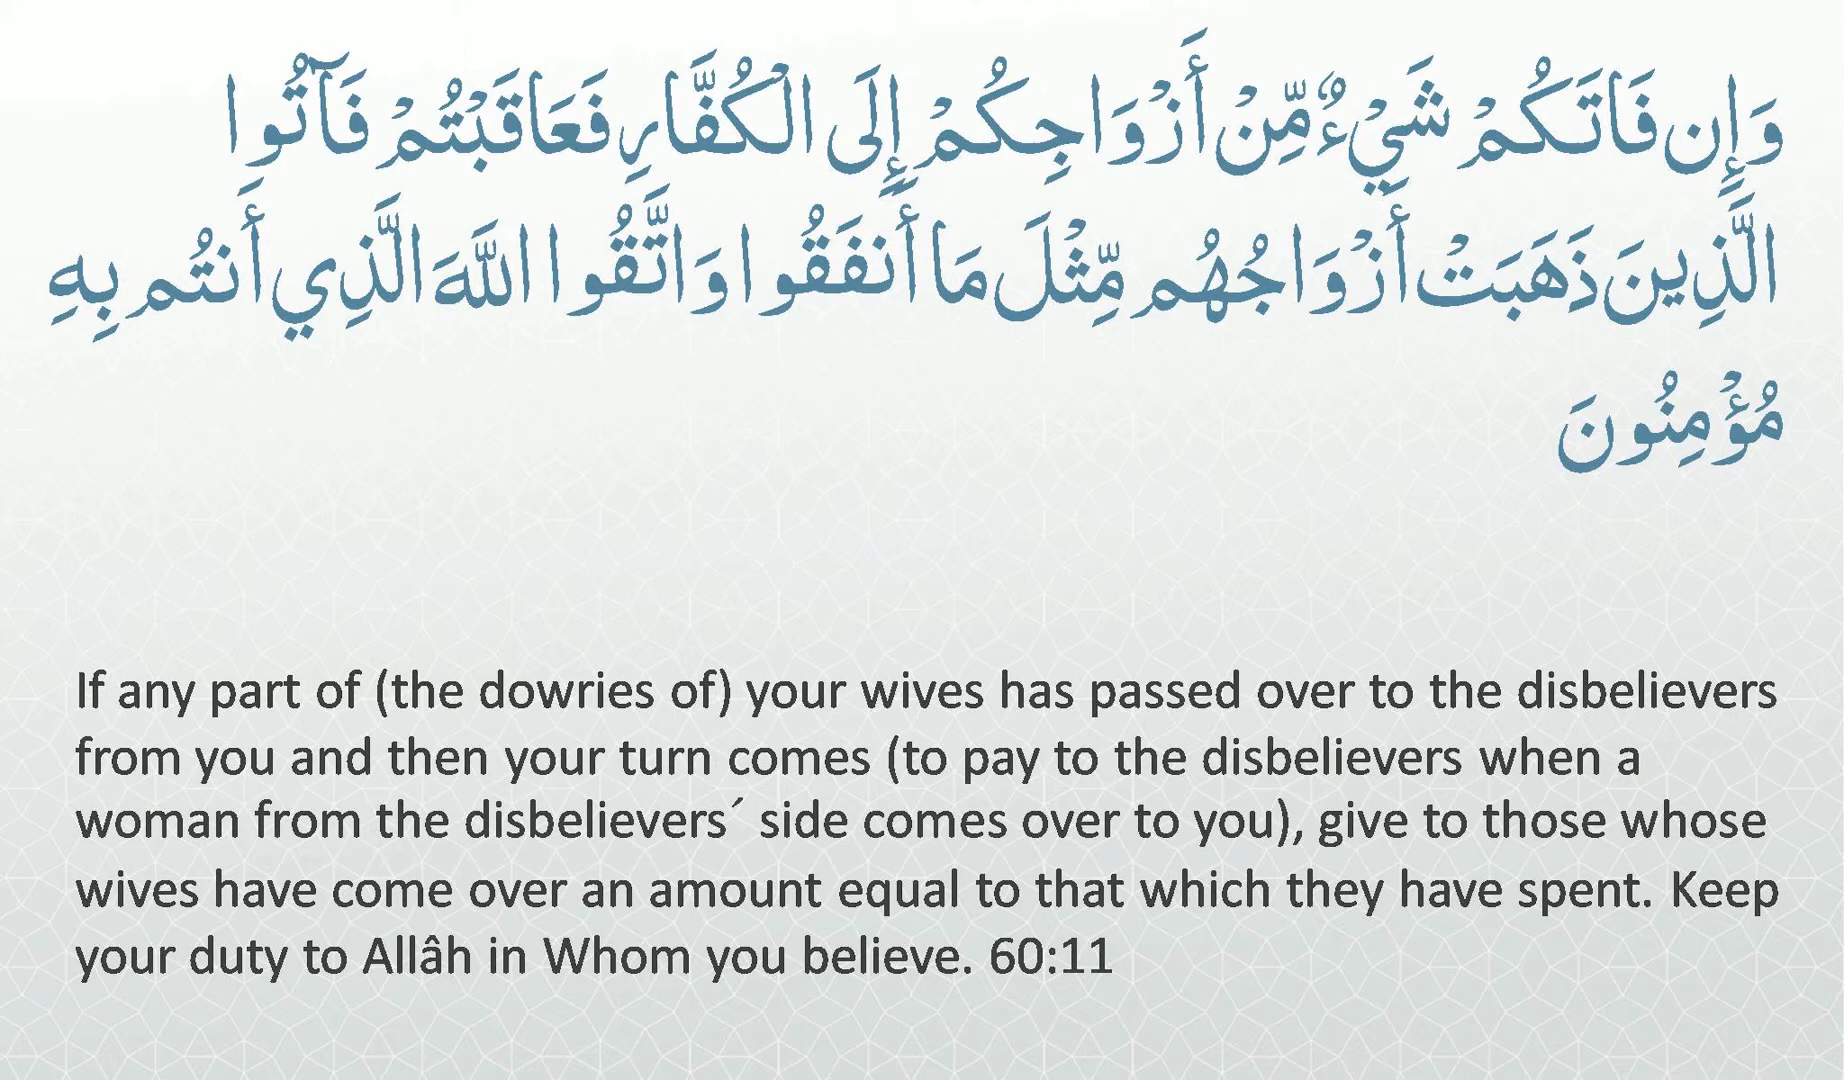 وَإِن فَاتَكُمْ شَيْءٌ مِّنْ أَزْوَاجِكُمْ إِلَى الْكُفَّارِ فَعَاقَبْتُمْ فَآتُوا
الَّذِينَ ذَهَبَتْ أَزْوَاجُهُم مِّثْلَ مَا أَنفَقُوا وَاتَّقُوا اللَّهَ الَّذِي أَنتُم بِهِ
مُؤْمِنُونَ
If any part of (the dowries of) your wives has passed over to the disbelievers
from you and then your turn comes (to pay to the disbelievers when a
woman from the disbelievers´ side comes over to you), give to those whose
wives have come over an amount equal to that which they have spent. Keep
your duty to Allâh in Whom you believe. 60:11